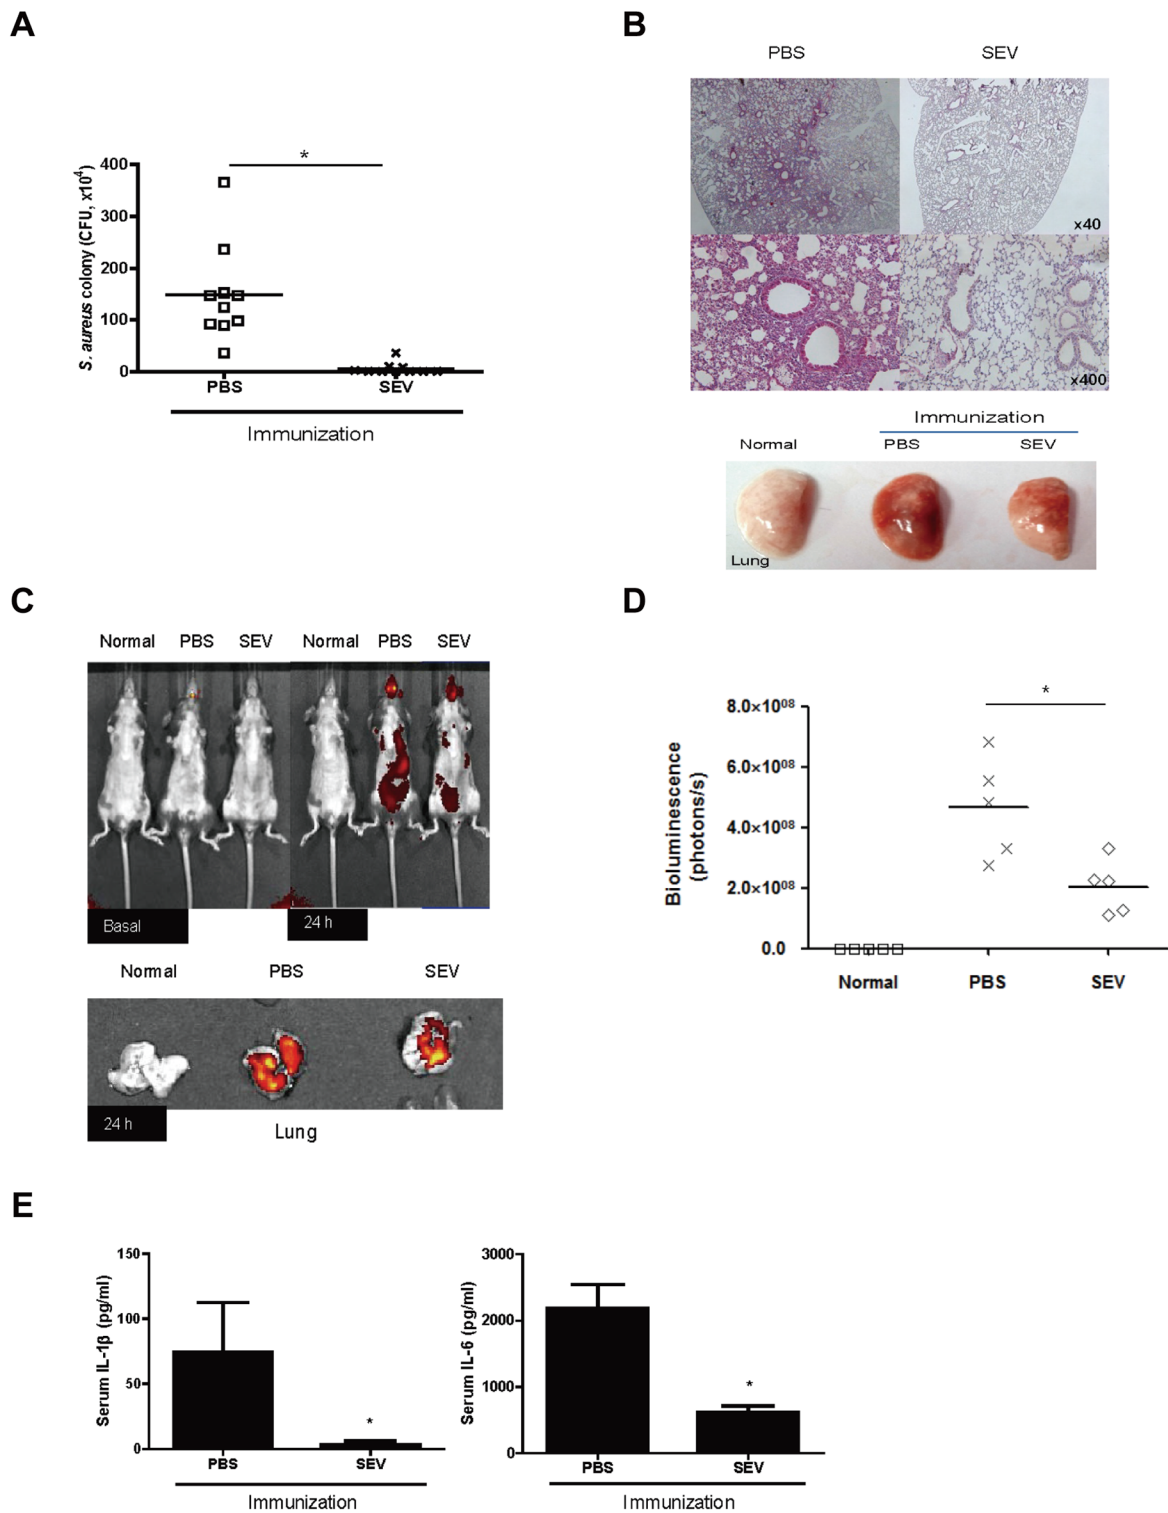 A
S. aureus colony (CFU, x10⁴)
400
300
200
100
0
*
PBS SEV
Immunization
B
PBS SEV
x40
x400
Immunization
Normal PBS SEV
Lung
C
Normal PBS SEV Normal PBS SEV
Basal 24 h
Normal PBS SEV
24 h
Lung
D
Bioluminescence
(photons/s)
8.0×10⁰⁸
6.0×10⁰⁸
4.0×10⁰⁸
2.0×10⁰⁸
0.0
*
Normal PBS SEV
E
Serum IL-1β (pg/ml)
150
100
50
0
*
PBS SEV
Immunization
Serum IL-6 (pg/ml)
3000
2000
1000
0
*
PBS SEV
Immunization